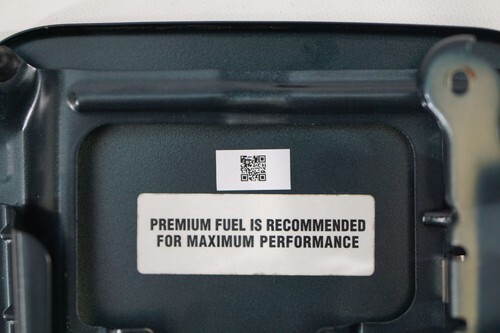 PREMIUM FUEL IS RECOMMENDED
FOR MAXIMUM PERFORMANCE